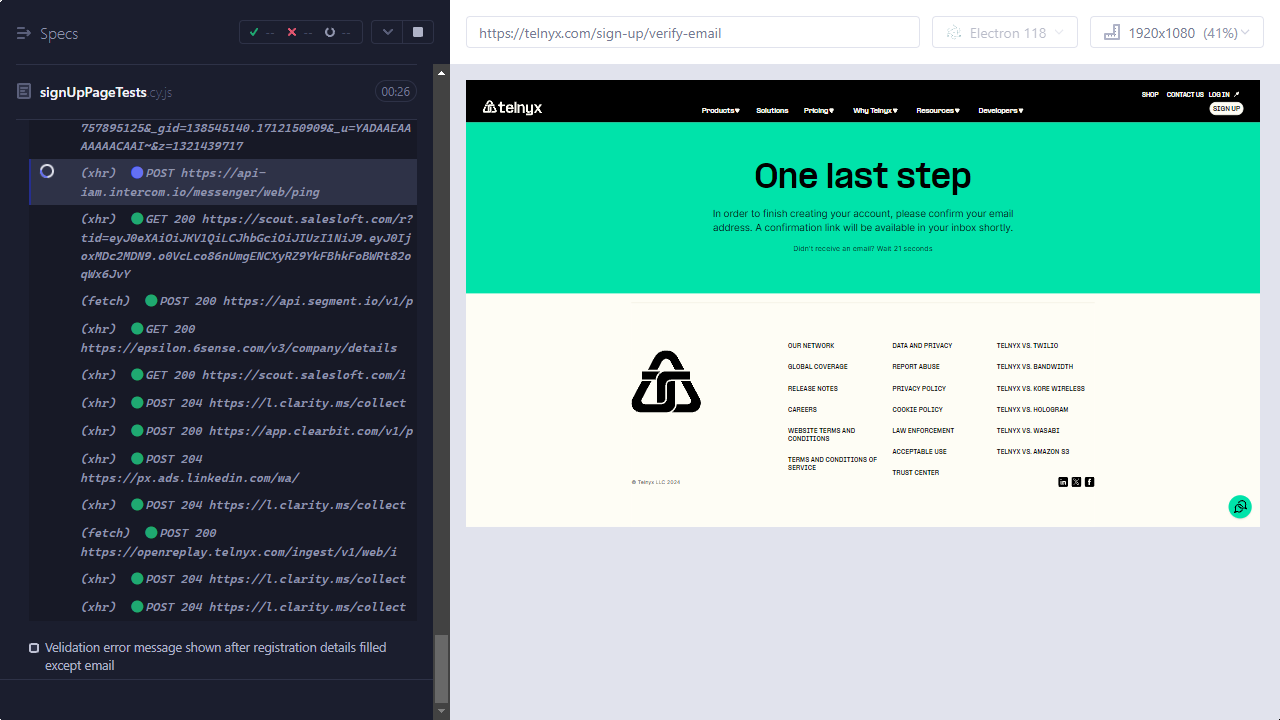 Specs
--
--
--
signUpPageTests.cy.js
00:26
757895125&_gid=138545140.1712150909&_u=YADAAEAA
AAAAACAAI~&z=1321439717
(xhr) POST https://api-
iam.intercom.io/messenger/web/ping
(xhr) GET 200 https://scout.salesloft.com/r?
tid=eyJ0eXAiOiJKV1QiLCJhbGciOiJIUzI1NiJ9.eyJ0Ij
oxMDc2MDN9.o0VcLco86nUmgENCXyRZ9YkFBhkFoBWRt82o
qWx6JvY
(fetch) POST 200 https://api.segment.io/v1/p
(xhr) GET 200
https://epsilon.6sense.com/v3/company/details
(xhr) GET 200 https://scout.salesloft.com/i
(xhr) POST 204 https://l.clarity.ms/collect
(xhr) POST 200 https://app.clearbit.com/v1/p
(xhr) POST 204
https://px.ads.linkedin.com/wa/
(xhr) POST 204 https://l.clarity.ms/collect
(fetch) POST 200
https://openreplay.telnyx.com/ingest/v1/web/i
(xhr) POST 204 https://l.clarity.ms/collect
(xhr) POST 204 https://l.clarity.ms/collect
Velidation error message shown after registration details filled
except email
https://telnyx.com/sign-up/verify-email
Electron 118
1920x1080 (41%)
SHOP CONTACT US LOG IN
telnyx
Products Solutions Pricing Why Telnyx Resources Developers
SIGN UP
One last step
In order to finish creating your account, please confirm your email
address. A confirmation link will be available in your inbox shortly.
Didn't receive an email? Wait 21 seconds
OUR NETWORK
GLOBAL COVERAGE
RELEASE NOTES
CAREERS
WEBSITE TERMS AND
CONDITIONS
TERMS AND CONDITIONS OF
SERVICE
DATA AND PRIVACY
REPORT ABUSE
PRIVACY POLICY
COOKIE POLICY
LAW ENFORCEMENT
ACCEPTABLE USE
TRUST CENTER
TELNYX VS. TWILIO
TELNYX VS. BANDWIDTH
TELNYX VS. KORE WIRELESS
TELNYX VS. HOLOGRAM
TELNYX VS. WASABI
TELNYX VS. AMAZON S3
© Telnyx LLC 2024